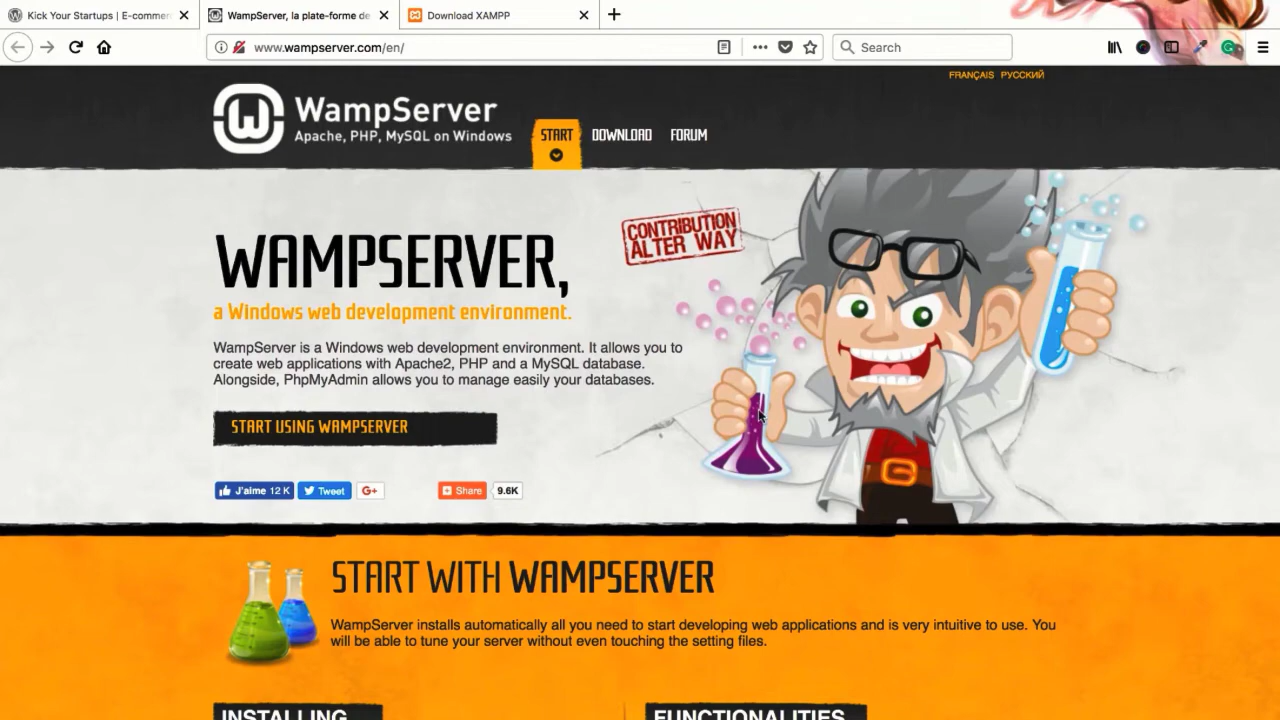 Kick Your Startups | E-commer
WampServer, la plate-forme de
Download XAMPP
www.wampserver.com/en/
Search
FRANÇAIS РУССКИЙ
WampServer
Apache, PHP, MySQL on Windows
START
DOWNLOAD
FORUM
CONTRIBUTION
ALTER WAY
WAMPSERVER,
a Windows web development environment.
WampServer is a Windows web development environment. It allows you to
create web applications with Apache2, PHP and a MySQL database.
Alongside, PhpMyAdmin allows you to manage easily your databases.
START USING WAMPSERVER
J'aime 12 K
Tweet
G+
Share
9.6K
START WITH WAMPSERVER
WampServer installs automatically all you need to start developing web applications and is very intuitive to use. You
will be able to tune your server without even touching the setting files.
INSTALLING
FUNCTIONALITIES